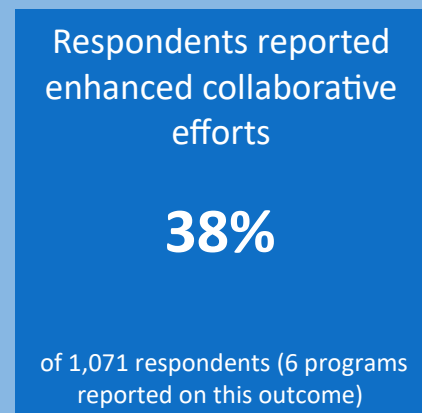 Respondents reported
enhanced collaborative
efforts
38%
of 1,071 respondents (6 programs
reported on this outcome)